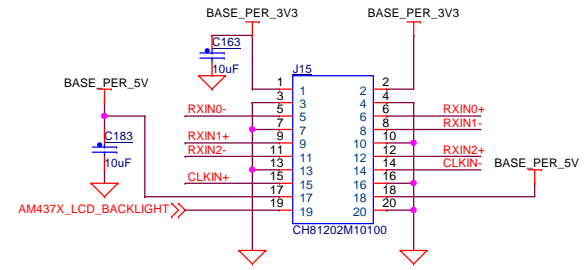 BASE_PER_3V3 BASE_PER_3V3
C163
10uF
J15
BASE_PER_5V
1 1 2 2
3 3 4 4
RXIN0- 5 5 6 6 RXIN0+
7 7 8 8 RXIN1-
RXIN1+ 9 9 10 10
RXIN2- 11 11 12 12 RXIN2+
13 13 14 14 CLKIN-
CLKIN+ 15 15 16 16
17 17 18 18
19 19 20 20
C183
10uF
BASE_PER_5V
AM437X_LCD_BACKLIGHT
CH81202M10100